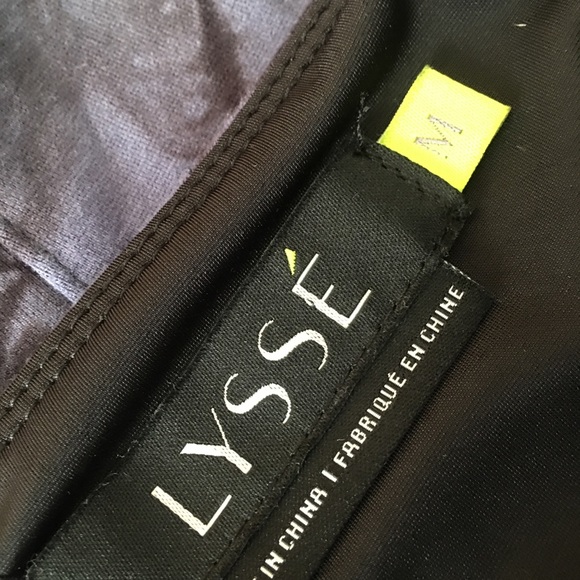 M
LYSSÉ
IN CHINA | FABRIQUÉ EN CHINE